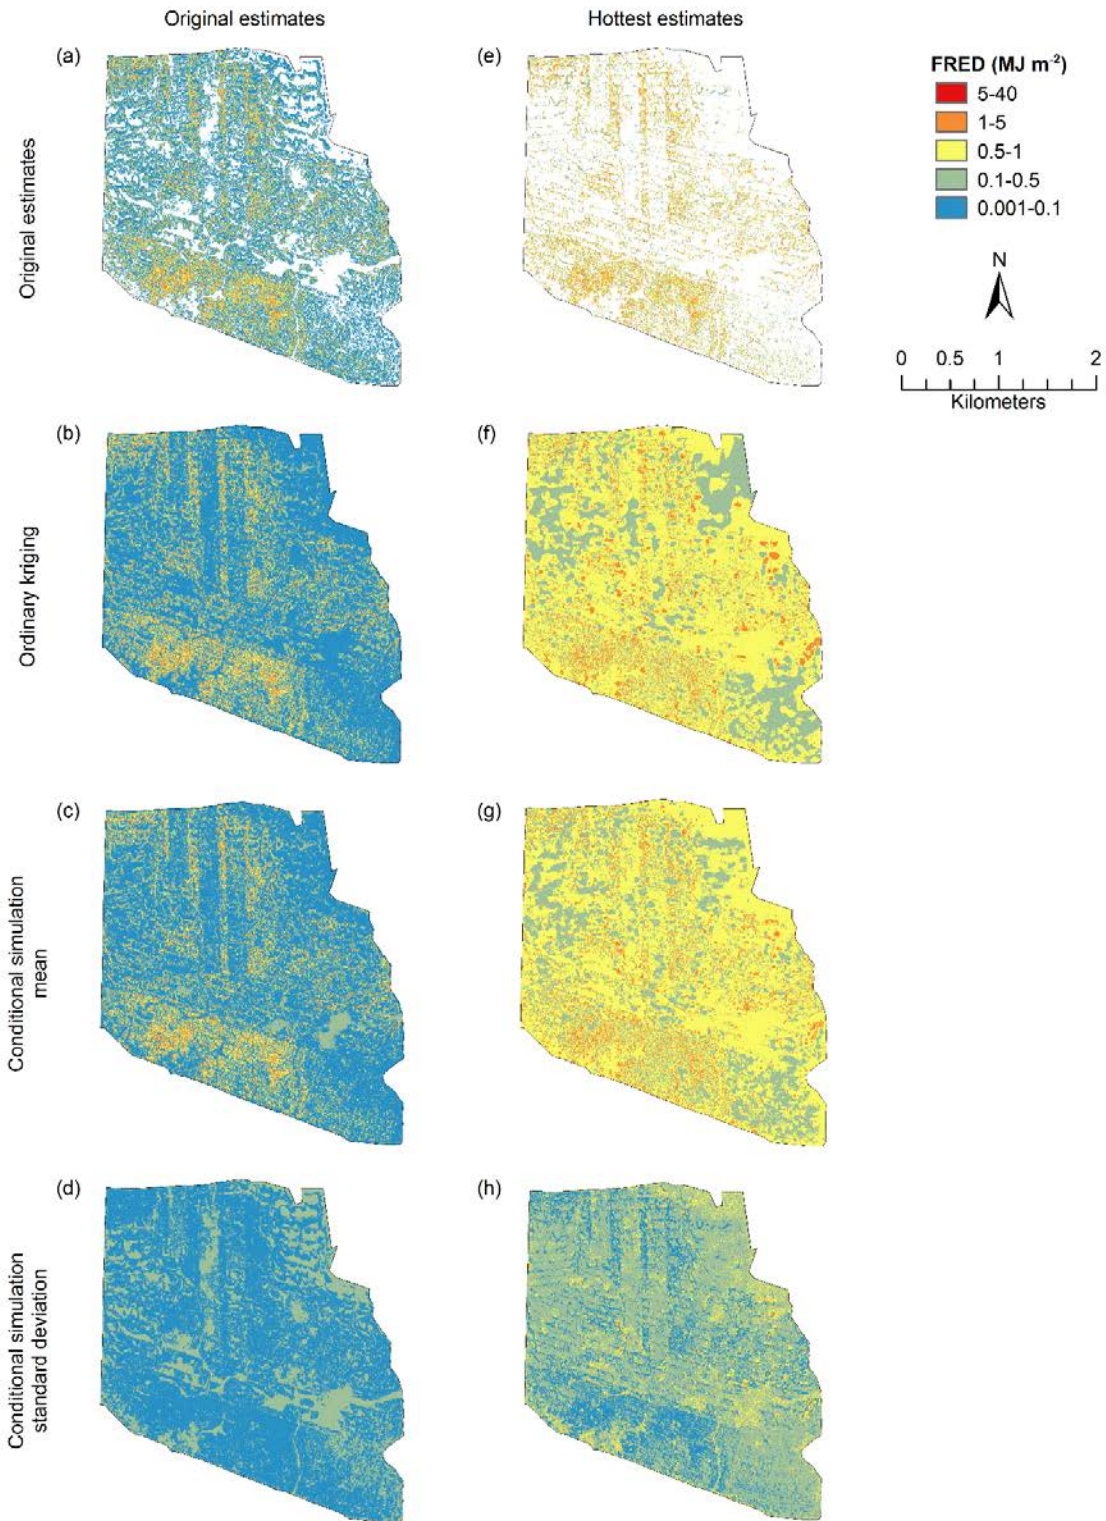 Original estimates
Hottest estimates
(a)
(e)
FRED (MJ m⁻²)
5-40
1-5
0.5-1
0.1-0.5
0.001-0.1
Original estimates
N
0 0.5 1 2
Kilometers
(b)
(f)
Ordinary kriging
(c)
(g)
Conditional simulation
mean
(d)
(h)
Conditional simulation
standard deviation